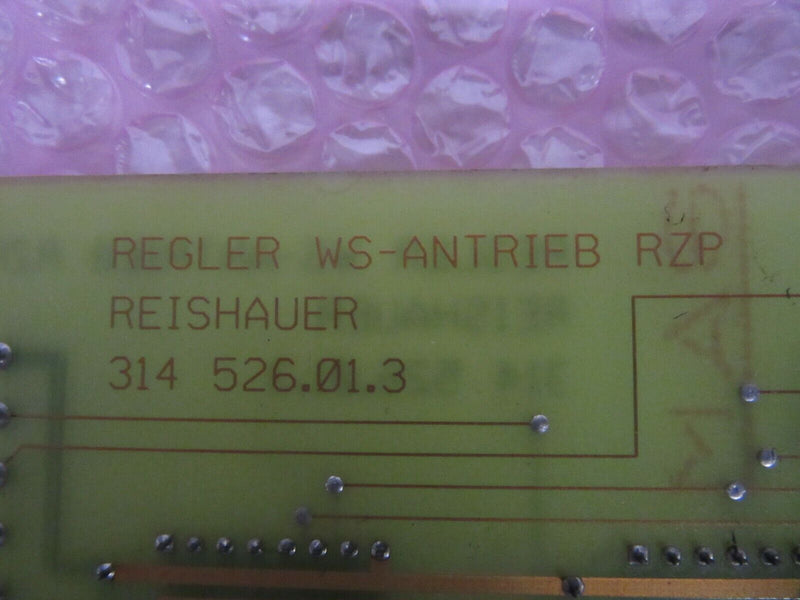 REGLER WS-ANTRIEB RZP
REISHAUER
314 526.01.3